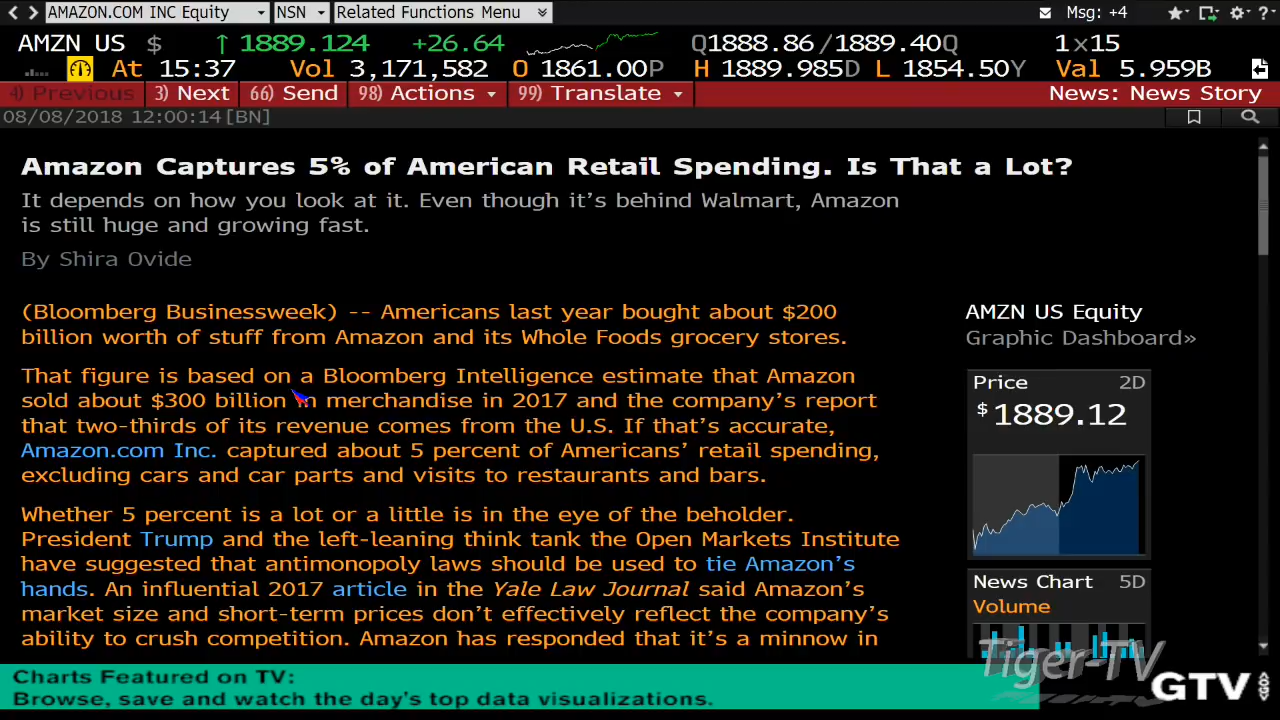 AMAZON.COM INC Equity NSN Related Functions Menu Msg: +4 ?
AMZN US $ ↑ 1889.124 +26.64 Q1888.86/1889.40Q 1x15
At 15:37 Vol 3,171,582 O 1861.00P H 1889.985D L 1854.50Y Val 5.959B
4) Previous 3) Next 66) Send 98) Actions 99) Translate News: News Story
08/08/2018 12:00:14[BN]
Amazon Captures 5% of American Retail Spending. Is That a Lot?
It depends on how you look at it. Even though it's behind Walmart, Amazon
is still huge and growing fast.
By Shira Ovide
(Bloomberg Businessweek) -- Americans last year bought about $200
billion worth of stuff from Amazon and its Whole Foods grocery stores.
That figure is based on a Bloomberg Intelligence estimate that Amazon
sold about $300 billion in merchandise in 2017 and the company's report
that two-thirds of its revenue comes from the U.S. If that's accurate,
Amazon.com Inc. captured about 5 percent of Americans' retail spending,
excluding cars and car parts and visits to restaurants and bars.
Whether 5 percent is a lot or a little is in the eye of the beholder.
President Trump and the left-leaning think tank the Open Markets Institute
have suggested that antimonopoly laws should be used to tie Amazon's
hands. An influential 2017 article in the Yale Law Journal said Amazon's
market size and short-term prices don't effectively reflect the company's
ability to crush competition. Amazon has responded that it's a minnow in
AMZN US Equity
Graphic Dashboard»
Price 2D
$1889.12
News Chart 5D
Volume
Tiger-TV
GTV
Charts Featured on TV:
Browse, save and watch the day's top data visualizations.